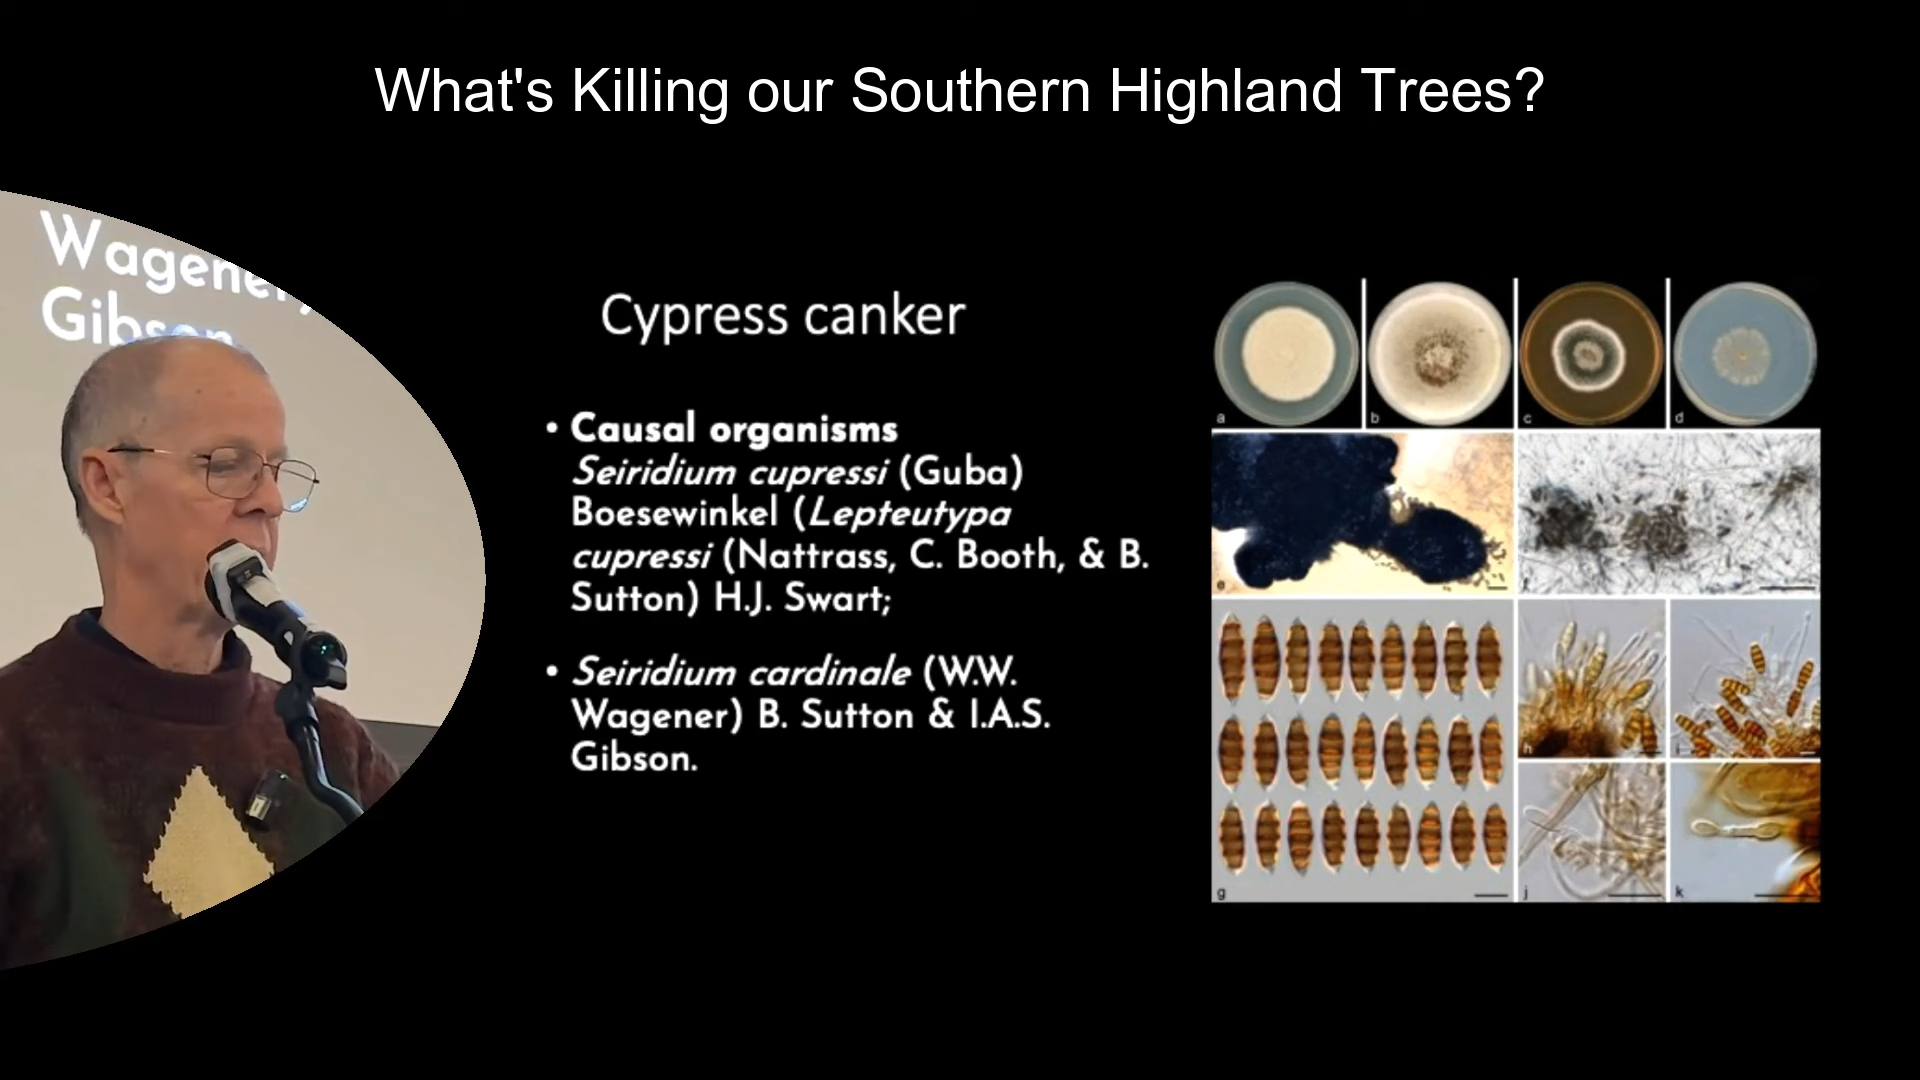 What's Killing our Southern Highland Trees?
Wagener)
Gibson
Cypress canker
• Causal organisms
Seiridium cupressi (Guba)
Boesewinkel (Lepteutypa
cupressi (Nattrass, C. Booth, & B.
Sutton) H.J. Swart;
• Seiridium cardinale (W.W.
Wagener) B. Sutton & I.A.S.
Gibson.
a
b
c
d
e
f
g
h
i
j
k